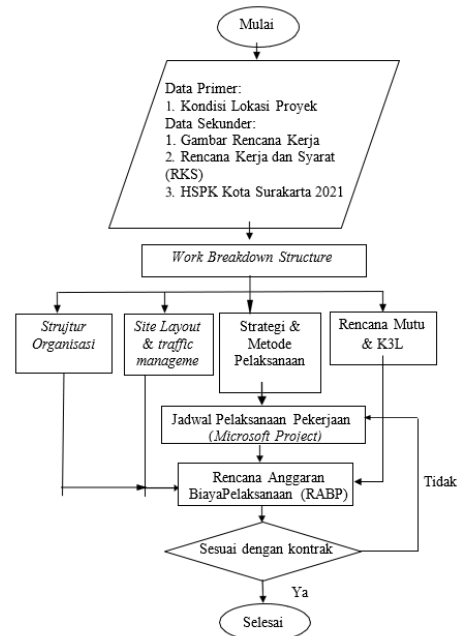 Mulai
Data Primer:
1. Kondisi Lokasi Proyek
Data Sekunder:
1. Gambar Rencana Kerja
2. Rencana Kerja dan Syarat
(RKS)
3. HSPK Kota Surakarta 2021
Work Breakdown Structure
Strujtur
Organisasi
Site Layout
& traffic
manageme
Strategi &
Metode
Pelaksanaan
Rencana Mutu
& K3L
Jadwal Pelaksanaan Pekerjaan
(Microsoft Project)
Rencana Anggaran
BiayaPelaksanaan (RABP)
Tidak
Sesuai dengan kontrak
Ya
Selesai